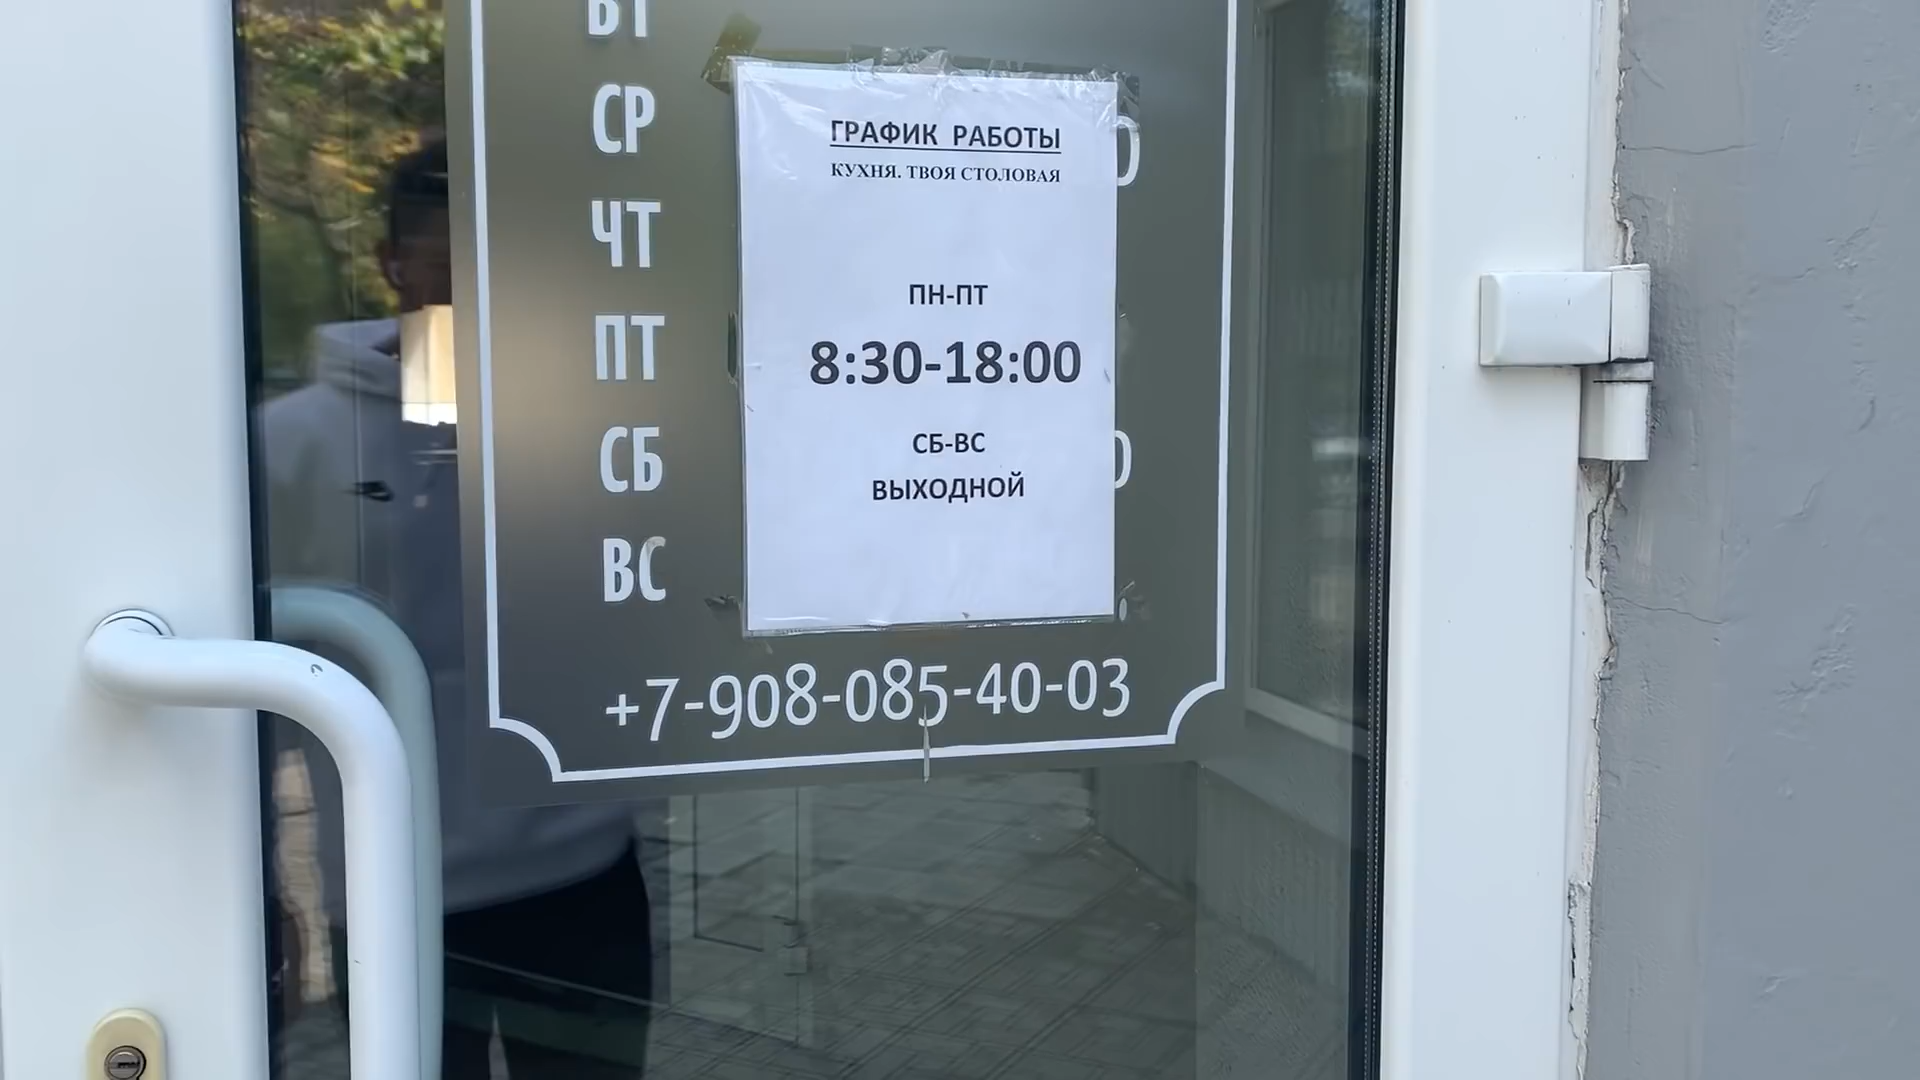 ВТ
СР
ЧТ
ПТ
СБ
ВС
ГРАФИК РАБОТЫ
КУХНЯ. ТВОЯ СТОЛОВАЯ
ПН-ПТ
8:30-18:00
СБ-ВС
ВЫХОДНОЙ
+7-908-085-40-03